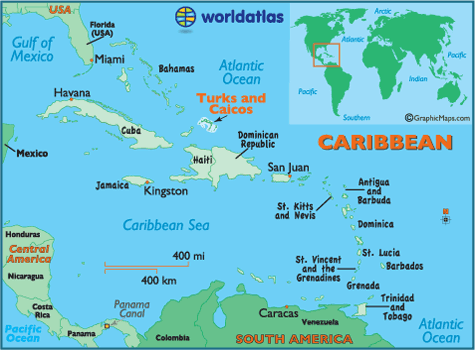 USA
worldatlas
Arctic
Atlantic
Indian
Pacific
Pacific
Southern
©GraphicMaps.com
Florida
(USA)
Gulf of
Mexico
Miami
Bahamas
Atlantic
Ocean
Havana
Turks and
Caicos
Cuba
Dominican
Republic
CARIBBEAN
Mexico
Haiti
San Juan
Jamaica
Kingston
Antigua
and
Barbuda
St. Kitts
and Nevis
Caribbean Sea
Dominica
Honduras
Central
America
400 mi
400 km
St. Lucia
St. Vincent
and the
Grenadines
Barbados
Nicaragua
Grenada
Costa
Rica
Panama
Canal
Trinidad
and
Tobago
Caracas
Pacific
Ocean
Panama
Colombia
Venezuela
SOUTH AMERICA
Atlantic
Ocean